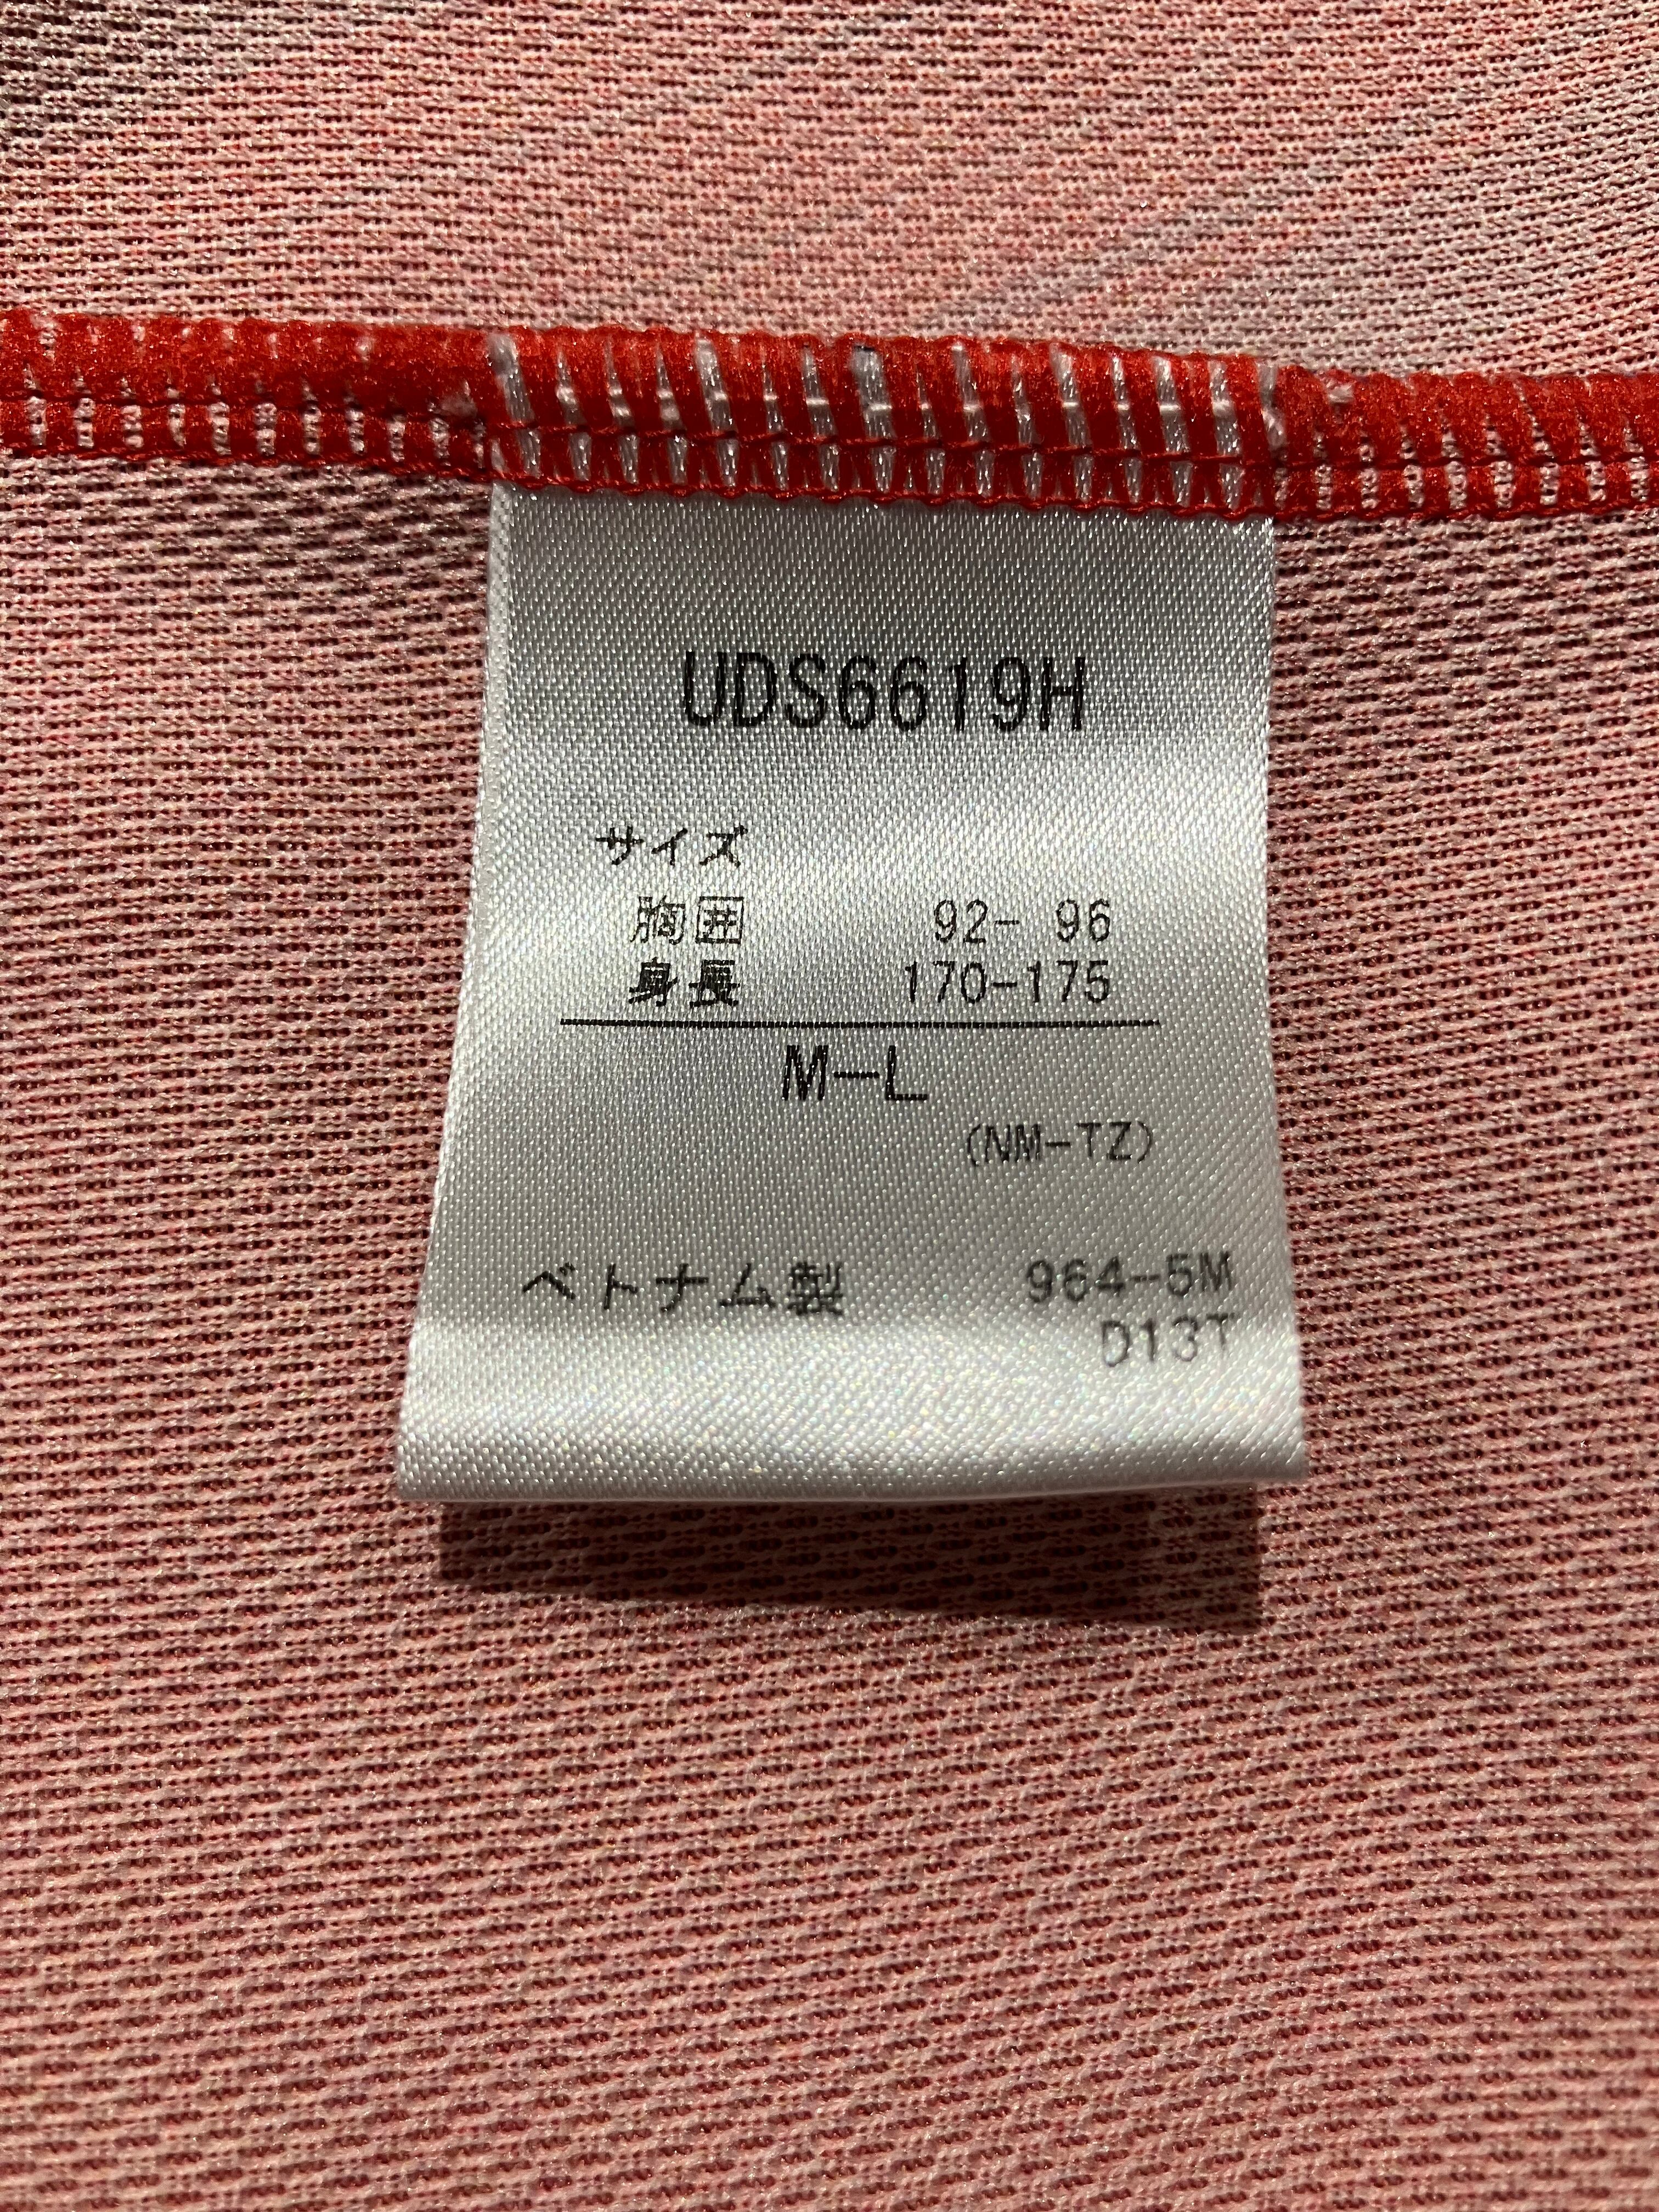 UDS6619H
サイズ
胸囲 92- 96
身長 170-175
M-L
(NM-TZ)
ベトナム製 964-5M
D13T